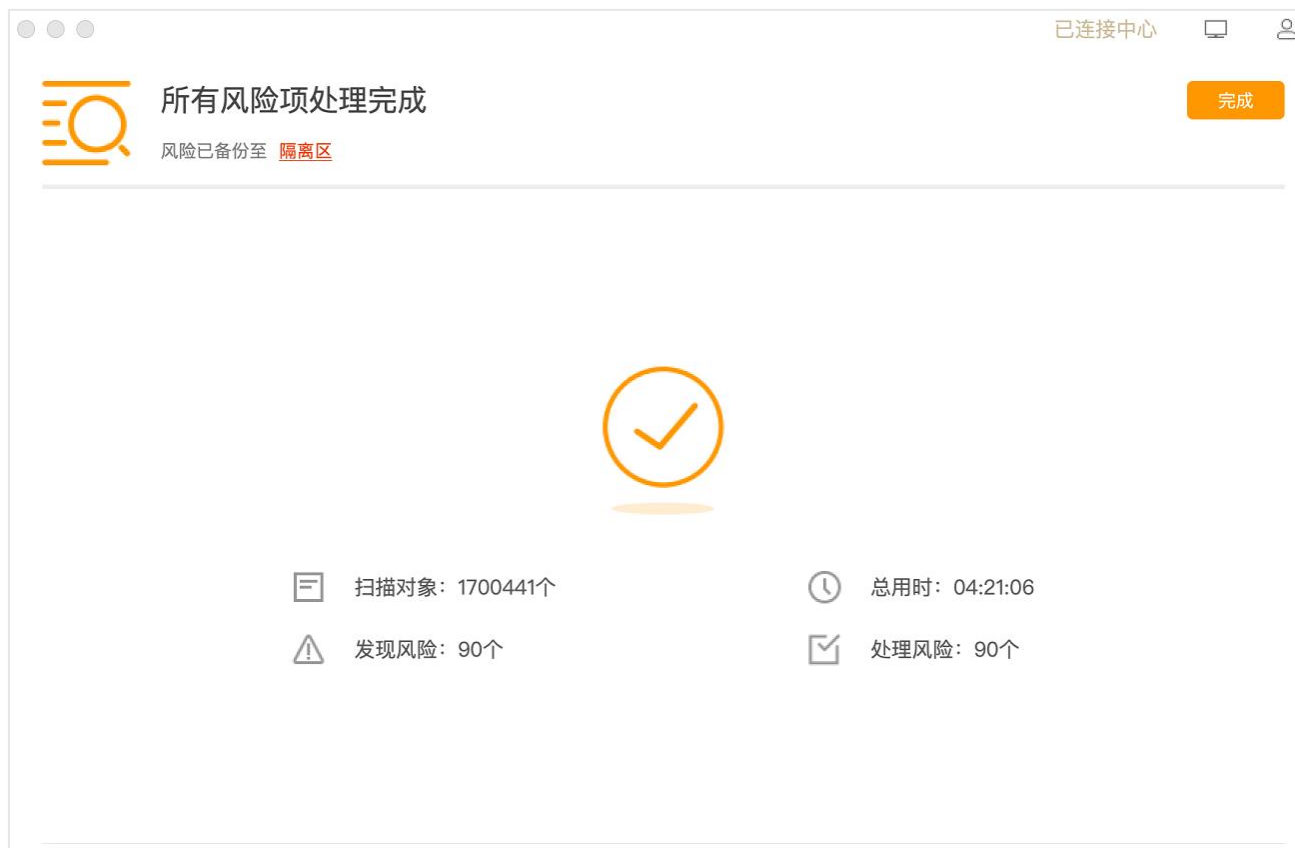 已连接中心
所有风险项处理完成
完成
风险已备份至 隔离区
扫描对象：1700441个
总用时：04:21:06
发现风险：90个
处理风险：90个